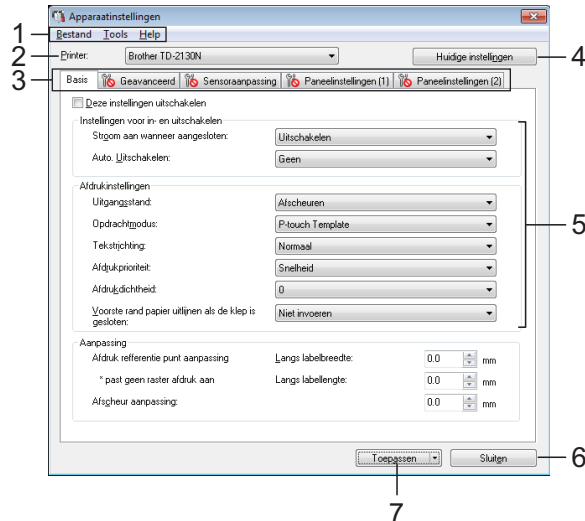 Apparaatinstellingen
1
Bestand Tools Help
2
Printer: Brother TD-2130N Huidige instellingen
4
3
Basis Geavanceerd Sensoraanpassing Paneelinstellingen (1) Paneelinstellingen (2)
Deze instellingen uitschakelen
Instellingen voor in- en uitschakelen
Stroom aan wanneer aangesloten: Uitschakelen
Auto. Uitschakelen: Geen
Afdrukinstellingen
Uitgangsstand: Afscheuren
5
Opdrachtmodus: P-touch Template
Tekstrichting: Normaal
Afdrukprioriteit: Snelheid
Afdrukdichtheid: 0
Voorste rand papier uitlijnen als de klep is
gesloten: Niet invoeren
Aanpassing
Afdruk refferentie punt aanpassing Langs labelbreedte: 0.0 mm
* past geen raster afdruk aan Langs labellengte: 0.0 mm
Afscheur aanpassing: 0.0 mm
Toepassen Sluiten
6
7